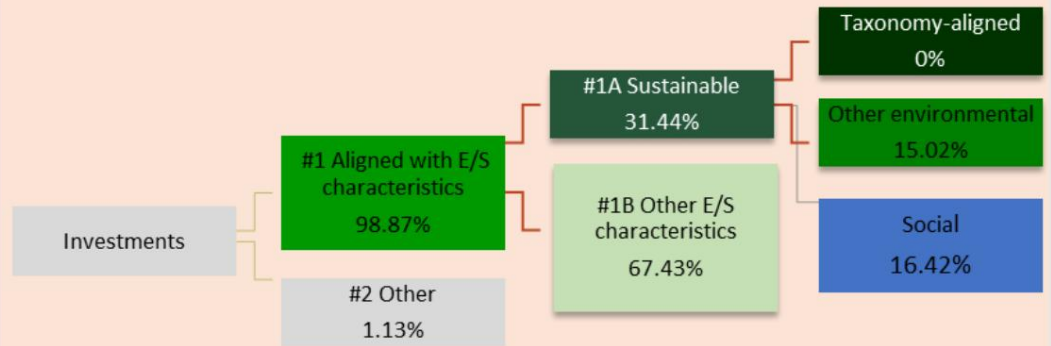 Investments
#1 Aligned with E/S
characteristics
98.87%
#2 Other
1.13%
#1A Sustainable
31.44%
#1B Other E/S
characteristics
67.43%
Taxonomy-aligned
0%
Other environmental
15.02%
Social
16.42%